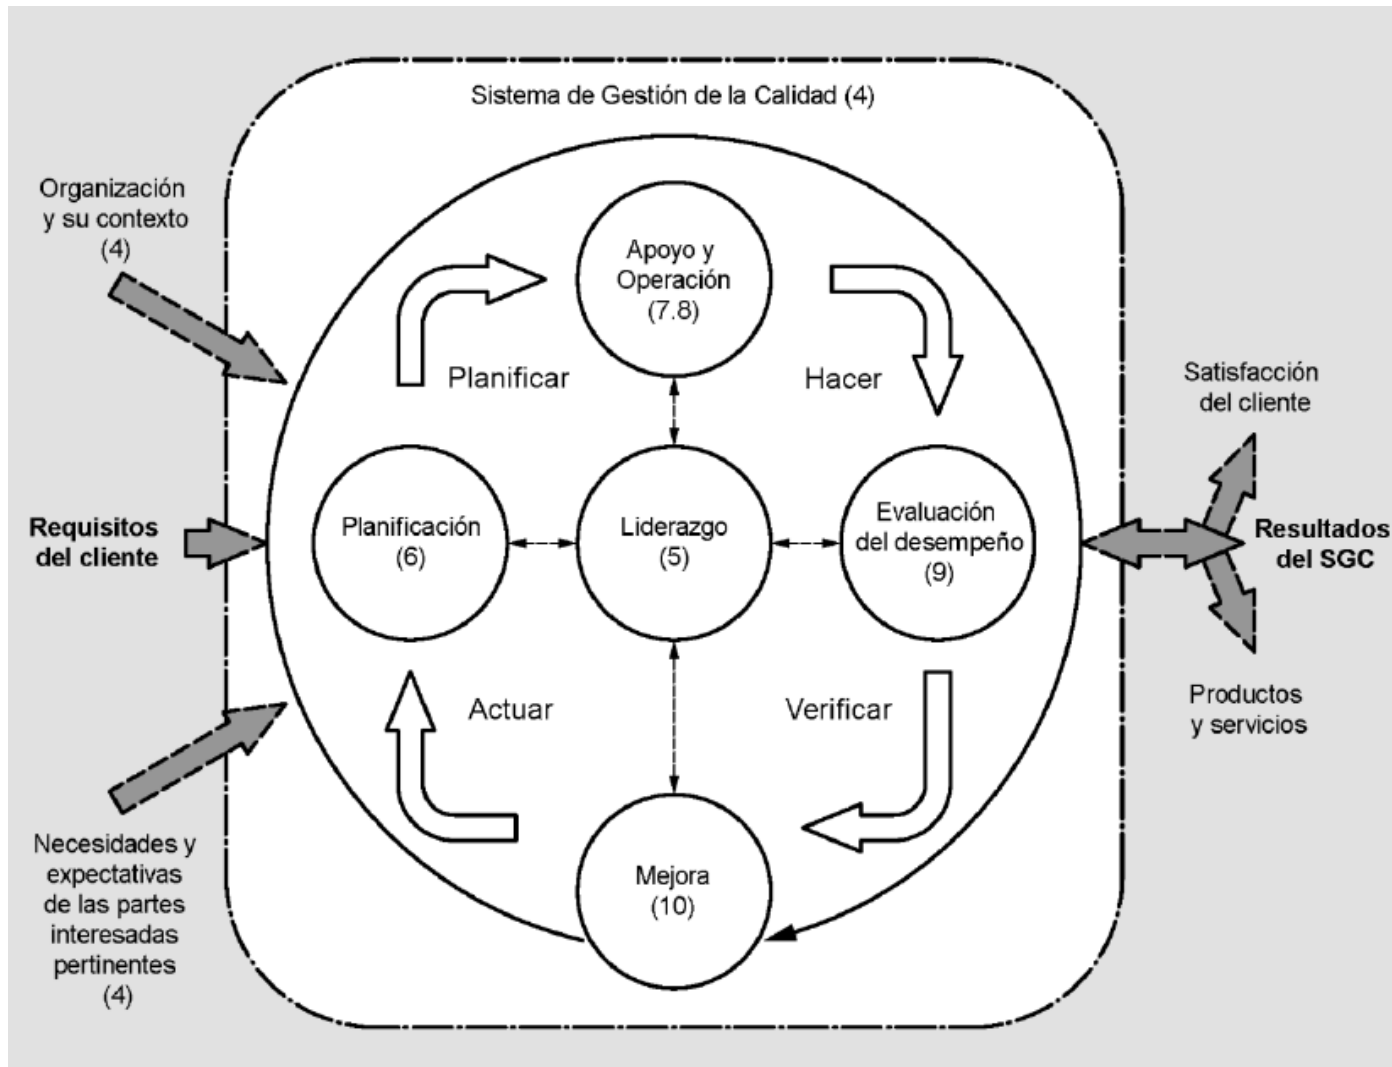 Sistema de Gestión de la Calidad (4)
Organización
y su contexto
(4)
Apoyo y
Operación
(7.8)
Planificar
Hacer
Satisfacción
del cliente
Requisitos
del cliente
Planificación
(6)
Liderazgo
(5)
Evaluación
del desempeño
(9)
Resultados
del SGC
Actuar
Verificar
Productos
y servicios
Necesidades y
expectativas
de las partes
interesadas
pertinentes
(4)
Mejora
(10)